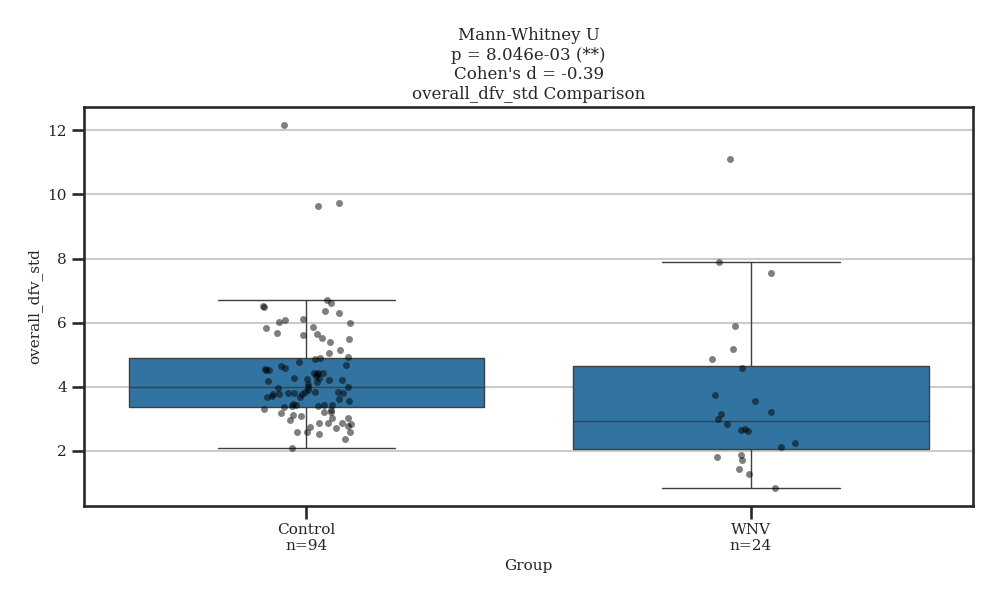 Mann-Whitney U
p = 8.046e-03 (**)
Cohen's d = -0.39
overall_dfv_std Comparison
12
10
8
6
4
2
overall_dfv_std
Control
n=94
WNV
n=24
Group